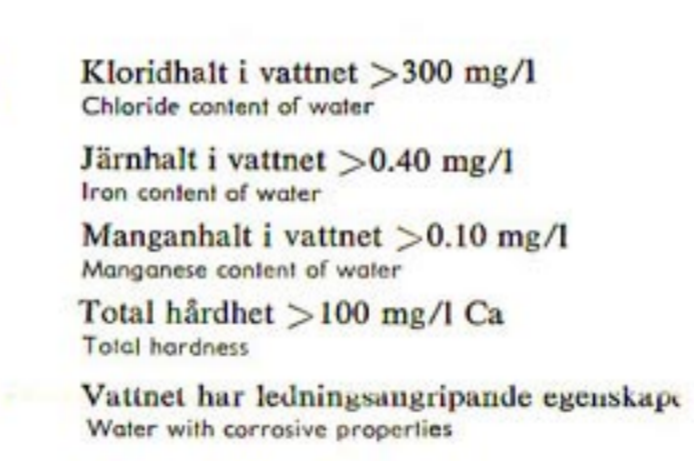 Kloridhalt i vattnet >300 mg/l
Chloride content of water
Järnhalt i vattnet >0.40 mg/l
Iron content of water
Manganhalt i vattnet >0.10 mg/l
Manganese content of water
Total hårdhet >100 mg/l Ca
Total hardness
Vattnet har ledningsangripande
Water with corrosive properties